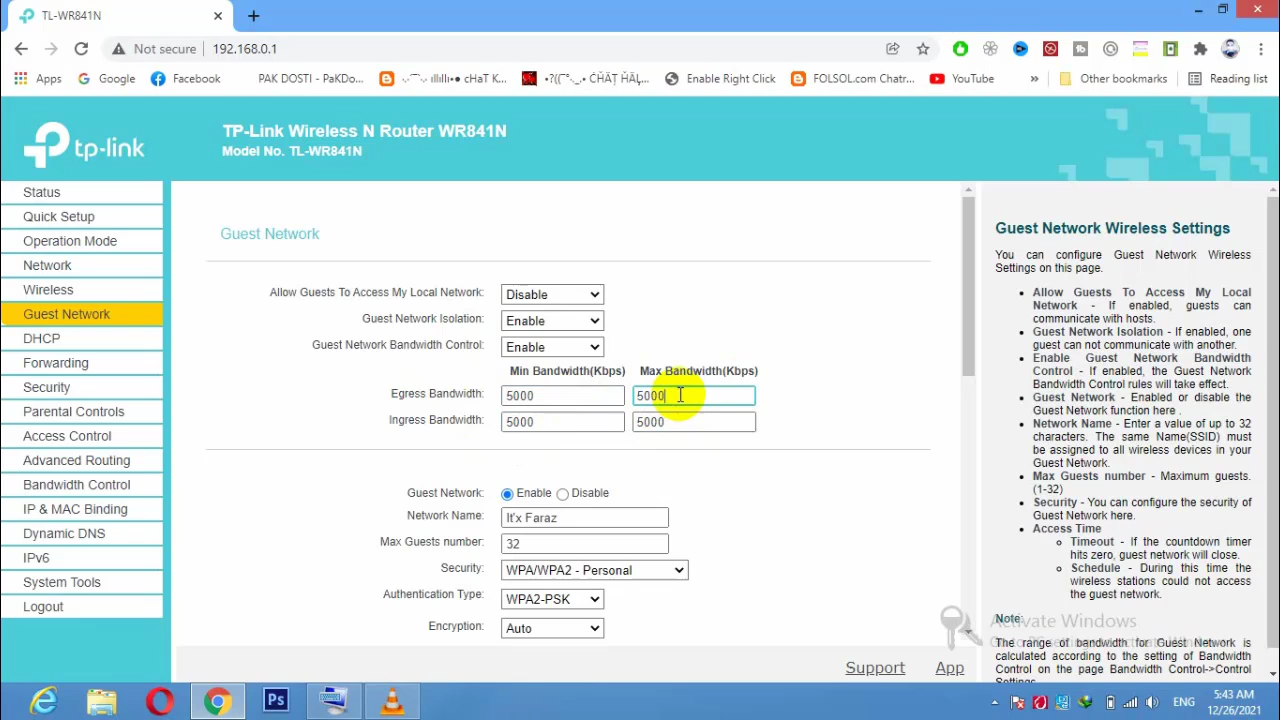 TL-WR841N
Not secure 192.168.0.1
Apps Google Facebook PAK DOSTI - PaKDo... Enable Right Click FOLSOL.com Chatr... YouTube » Other bookmarks Reading list
tp-link
TP-Link Wireless N Router WR841N
Model No. TL-WR841N
Status
Quick Setup
Operation Mode
Network
Wireless
Guest Network
DHCP
Forwarding
Security
Parental Controls
Access Control
Advanced Routing
Bandwidth Control
IP & MAC Binding
Dynamic DNS
IPv6
System Tools
Logout
Guest Network
Allow Guests To Access My Local Network: Disable
Guest Network Isolation: Enable
Guest Network Bandwidth Control: Enable
Min Bandwidth(Kbps) Max Bandwidth(Kbps)
Egress Bandwidth: 5000 5000
Ingress Bandwidth: 5000 5000
Guest Network: Enable Disable
Network Name: It'x Faraz
Max Guests number: 32
Security: WPA/WPA2 - Personal
Authentication Type: WPA2-PSK
Encryption: Auto
Support App
Guest Network Wireless Settings
You can configure Guest Network Wireless
Settings on this page.
Allow Guests To Access My Local
Network - If enabled, guests can
communicate with hosts.
Guest Network Isolation - If enabled, one
guest can not communicate with another.
Enable Guest Network Bandwidth
Control - If enabled, the Guest Network
Bandwidth Control rules will take effect.
Guest Network - Enabled or disable the
Guest Network function here .
Network Name - Enter a value of up to 32
characters. The same Name(SSID) must
be assigned to all wireless devices in your
Guest Network.
Max Guests number - Maximum guests.
(1-32)
Security - You can configure the security of
Guest Network here.
Access Time
Timeout - If the countdown timer
hits zero, guest network will close.
Schedule - During this time the
wireless stations could not access
the guest network.
Note:
Activate Windows
The range of bandwidth for Guest Network is
calculated according to the setting of Bandwidth
Control on the page Bandwidth Control->Control
Settings.
Ps
ENG
5:43 AM
12/26/2021